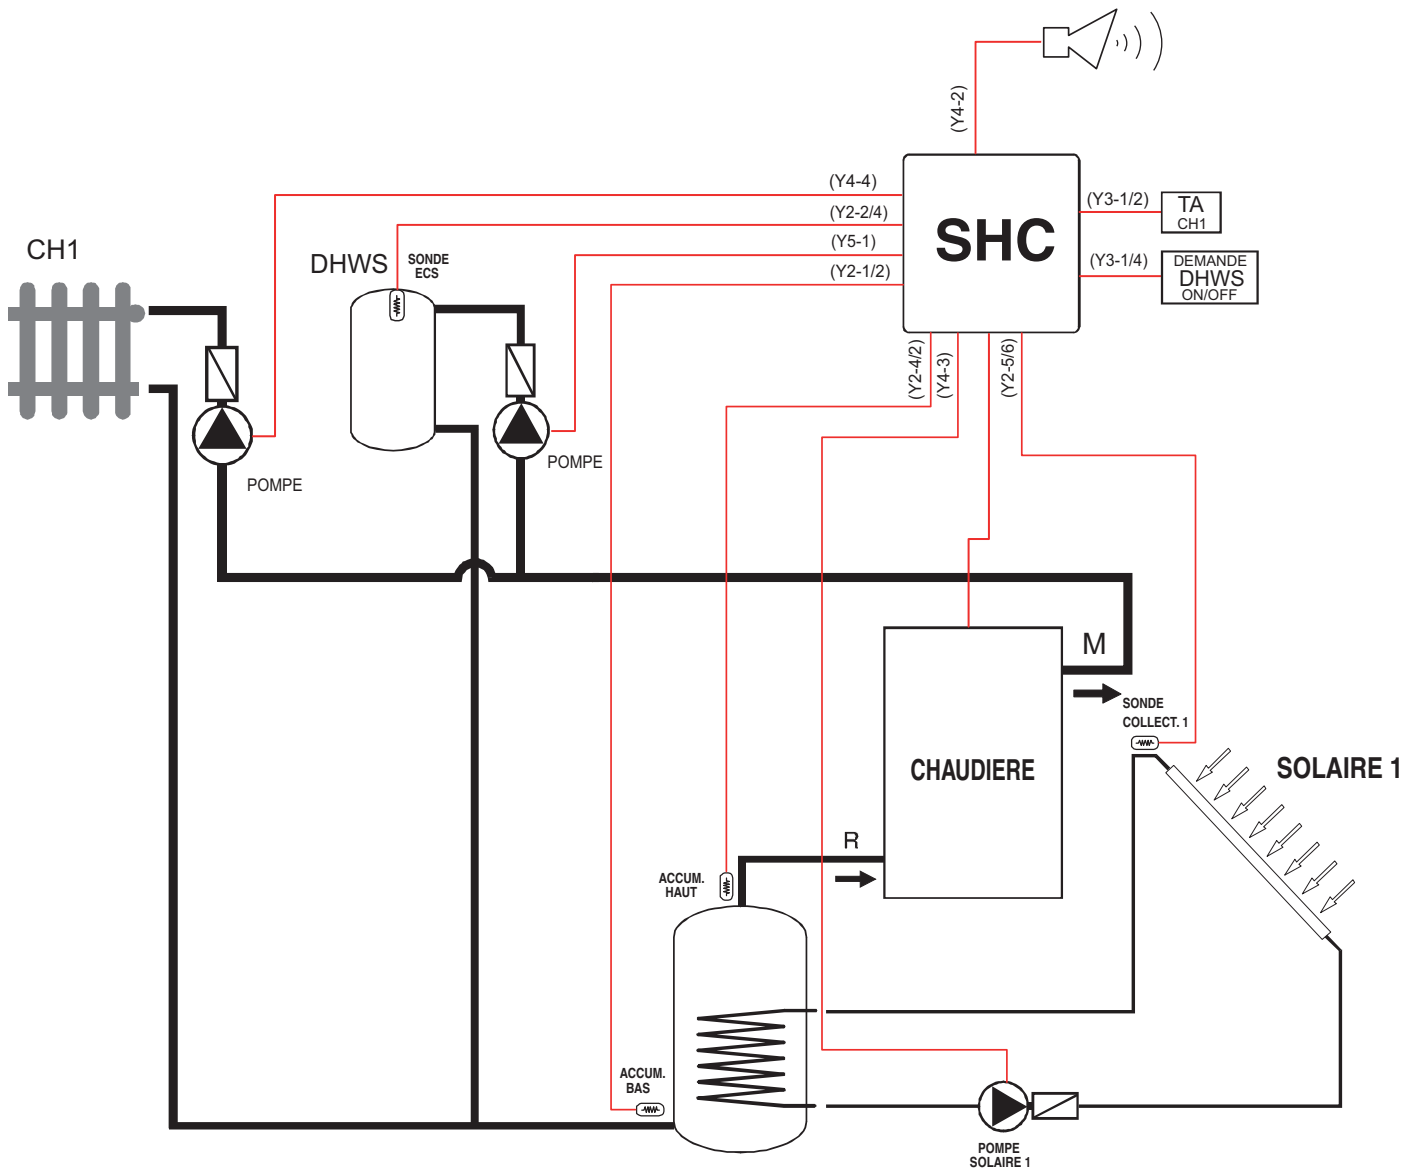 (Y4-2)
(Y4-4)
(Y2-2/4)
(Y5-1)
(Y2-1/2)
SHC
(Y3-1/2)
TA
CH1
(Y3-1/4)
DEMANDE
DHWS
ON/OFF
CH1
DHWS
SONDE
ECS
(Y2-4/2)
(Y4-3)
(Y2-5/6)
POMPE
POMPE
M
SONDE
COLLECT. 1
CHAUDIERE
SOLAIRE 1
R
ACCUM.
HAUT
ACCUM.
BAS
POMPE
SOLAIRE 1